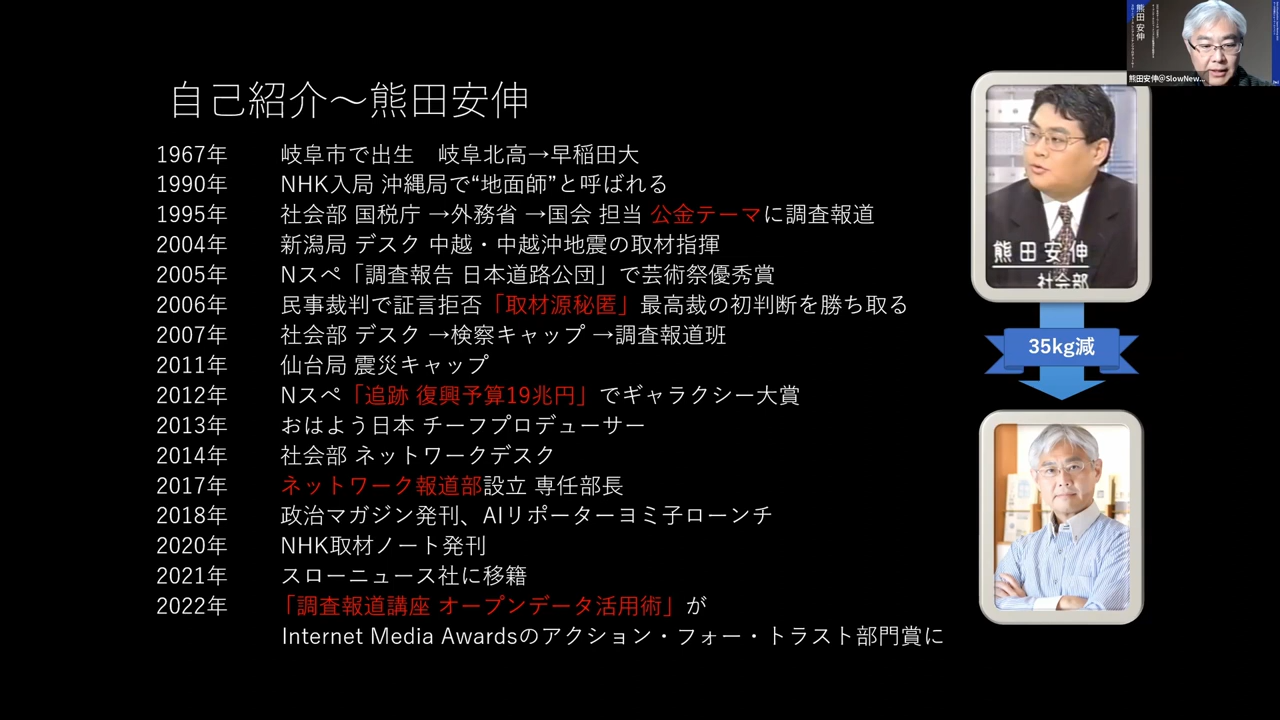 自己紹介～熊田安伸
1967年 岐阜市で出生 岐阜北高→早稲田大
1990年 NHK入局 沖縄局で“地面師”と呼ばれる
1995年 社会部 国税庁 →外務省 →国会 担当 公金テーマに調査報道
2004年 新潟局 デスク 中越・中越沖地震の取材指揮
2005年 Nスペ「調査報告 日本道路公団」で芸術祭優秀賞
2006年 民事裁判で証言拒否「取材源秘匿」最高裁の初判断を勝ち取る
2007年 社会部 デスク →検察キャップ →調査報道班
2011年 仙台局 震災キャップ
2012年 Nスペ「追跡 復興予算19兆円」でギャラクシー大賞
2013年 おはよう日本 チーフプロデューサー
2014年 社会部 ネットワークデスク
2017年 ネットワーク報道部設立 専任部長
2018年 政治マガジン発刊、AIリポーターヨミ子ローンチ
2020年 NHK取材ノート発刊
2021年 スローニュース社に移籍
2022年 「調査報道講座 オープンデータ活用術」が
Internet Media Awardsのアクション・フォー・トラスト部門賞に
熊田安伸
熊田安伸@SlowNew...
熊田安伸
社会部
35kg減